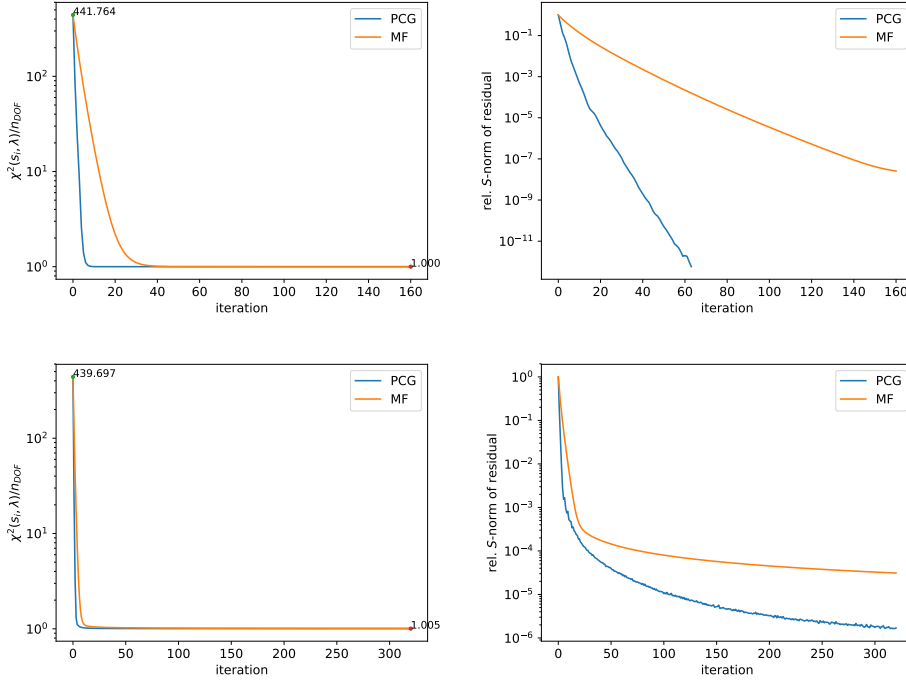 441.764
PCG
MF
10^2
10^1
10^0
χ^2(s_i, λ)/n_{DOF}
1.000
0 20 40 60 80 100 120 140 160
iteration
PCG
MF
10^{-1}
10^{-3}
10^{-5}
10^{-7}
10^{-9}
10^{-11}
rel. S-norm of residual
0 20 40 60 80 100 120 140 160
iteration
439.697
PCG
MF
10^2
10^1
10^0
χ^2(s_i, λ)/n_{DOF}
1.005
0 50 100 150 200 250 300
iteration
PCG
MF
10^0
10^{-1}
10^{-2}
10^{-3}
10^{-4}
10^{-5}
10^{-6}
rel. S-norm of residual
0 50 100 150 200 250 300
iteration